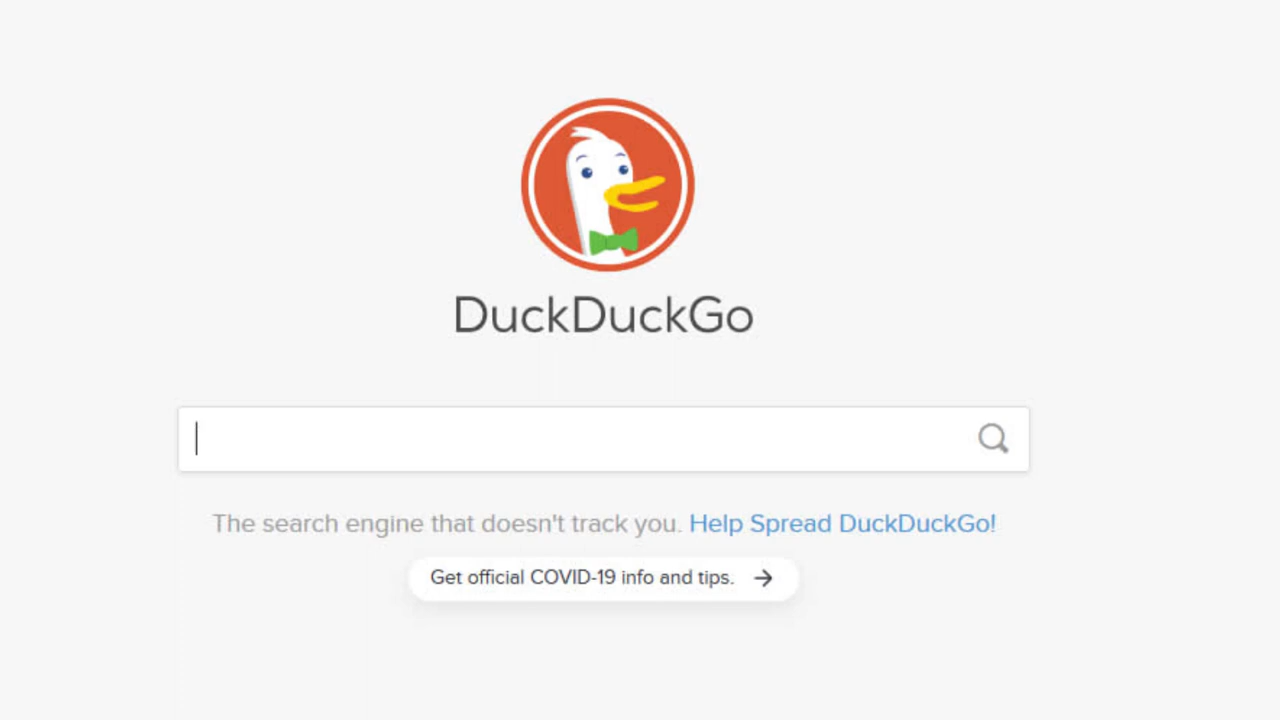 DuckDuckGo
The search engine that doesn't track you. Help Spread DuckDuckGo!
Get official COVID-19 info and tips.